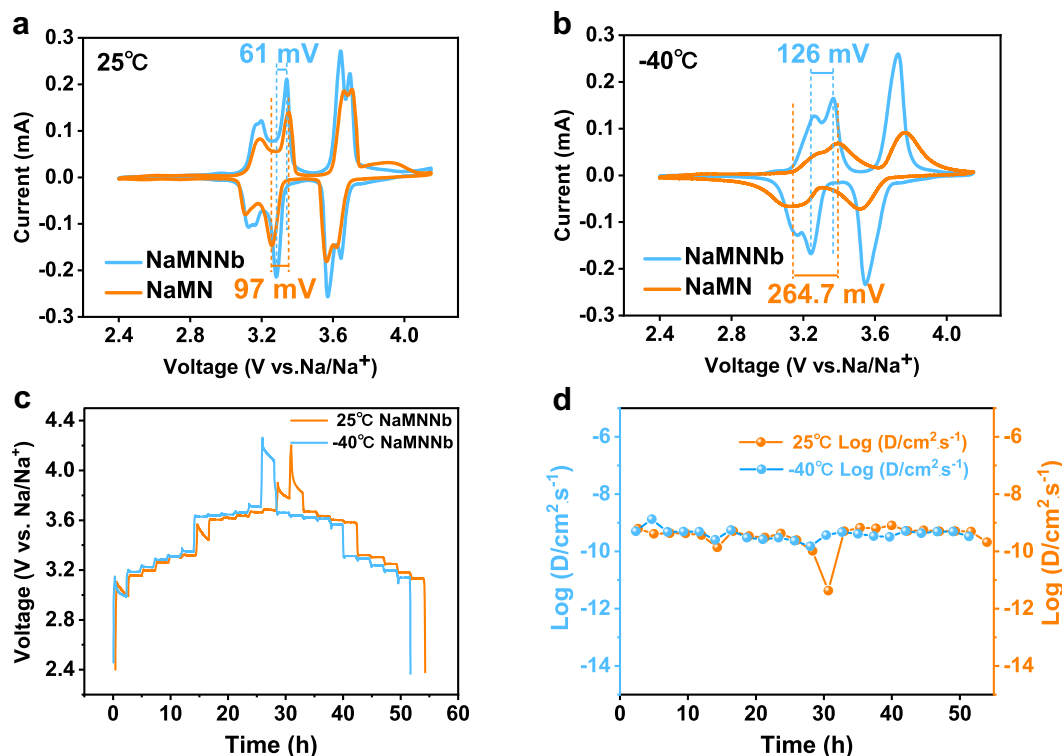 a
25℃
61 mV
Current (mA)
0.3
0.2
0.1
0.0
-0.1
-0.2
-0.3
NaMNNb
NaMN
97 mV
2.4 2.8 3.2 3.6 4.0
Voltage (V vs.Na/Na⁺)
b
-40℃
126 mV
Current (mA)
0.3
0.2
0.1
0.0
-0.1
-0.2
-0.3
NaMNNb
NaMN
264.7 mV
2.4 2.8 3.2 3.6 4.0
Voltage (V vs.Na/Na⁺)
c
25℃ NaMNNb
-40℃ NaMNNb
Voltage (V vs. Na/Na⁺)
4.4
4.0
3.6
3.2
2.8
2.4
0 10 20 30 40 50 60
Time (h)
d
25℃ Log (D/cm².s⁻¹)
-40℃ Log (D/cm².s⁻¹)
Log (D/cm².s⁻¹)
-6
-8
-10
-12
-14
-6
-8
-10
-12
-14
Log (D/cm².s⁻¹)
0 10 20 30 40 50
Time (h)